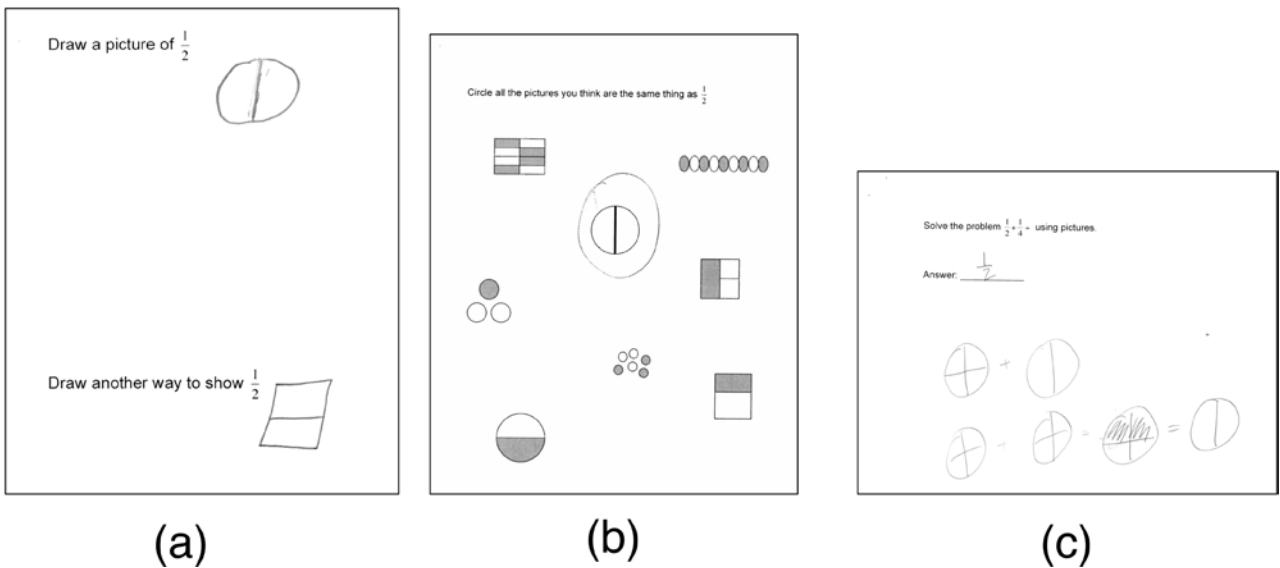 Draw a picture of 1/2
Draw another way to show 1/2
(a)
Circle all the pictures you think are the same thing as 1/2
(b)
Solve the problem 1/2 + 1/4 = using pictures.
Answer: 1/2
+
+ = =
(c)